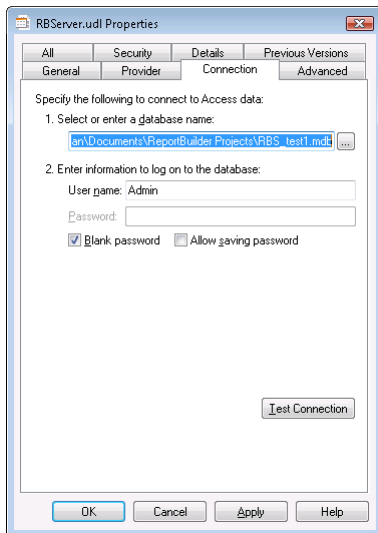 RBServer.udl Properties
All Security Details Previous Versions
General Provider Connection Advanced
Specify the following to connect to Access data:
1. Select or enter a database name:
an\Documents\ReportBuilder Projects\RBS_test1.mdb ...
2. Enter information to log on to the database:
User name: Admin
Password:
Blank password Allow saving password
Test Connection
OK Cancel Apply Help